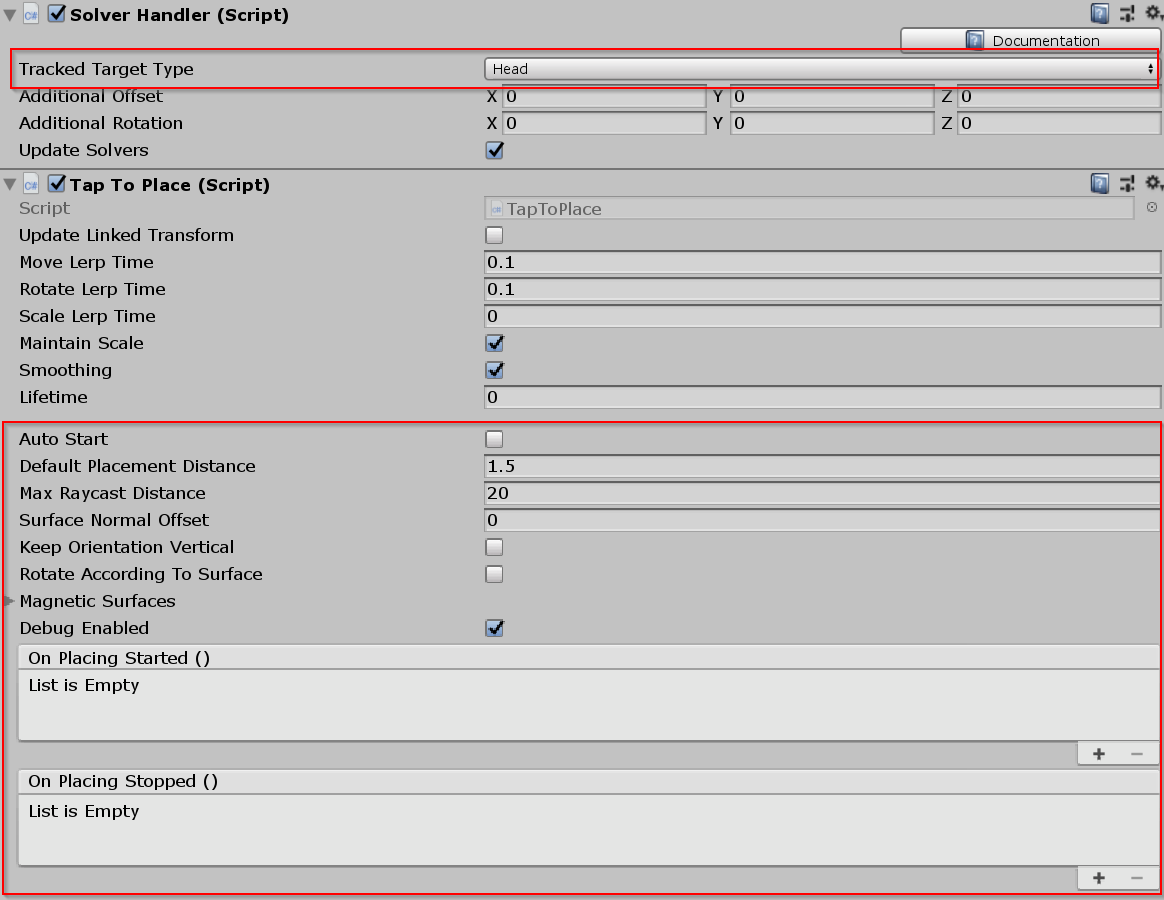 Solver Handler (Script)
Documentation
Tracked Target Type Head
Additional Offset X 0 Y 0 Z 0
Additional Rotation X 0 Y 0 Z 0
Update Solvers
Tap To Place (Script)
Script TapToPlace
Update Linked Transform
Move Lerp Time 0.1
Rotate Lerp Time 0.1
Scale Lerp Time 0
Maintain Scale
Smoothing
Lifetime 0
Auto Start
Default Placement Distance 1.5
Max Raycast Distance 20
Surface Normal Offset 0
Keep Orientation Vertical
Rotate According To Surface
Magnetic Surfaces
Debug Enabled
On Placing Started ()
List is Empty
On Placing Stopped ()
List is Empty